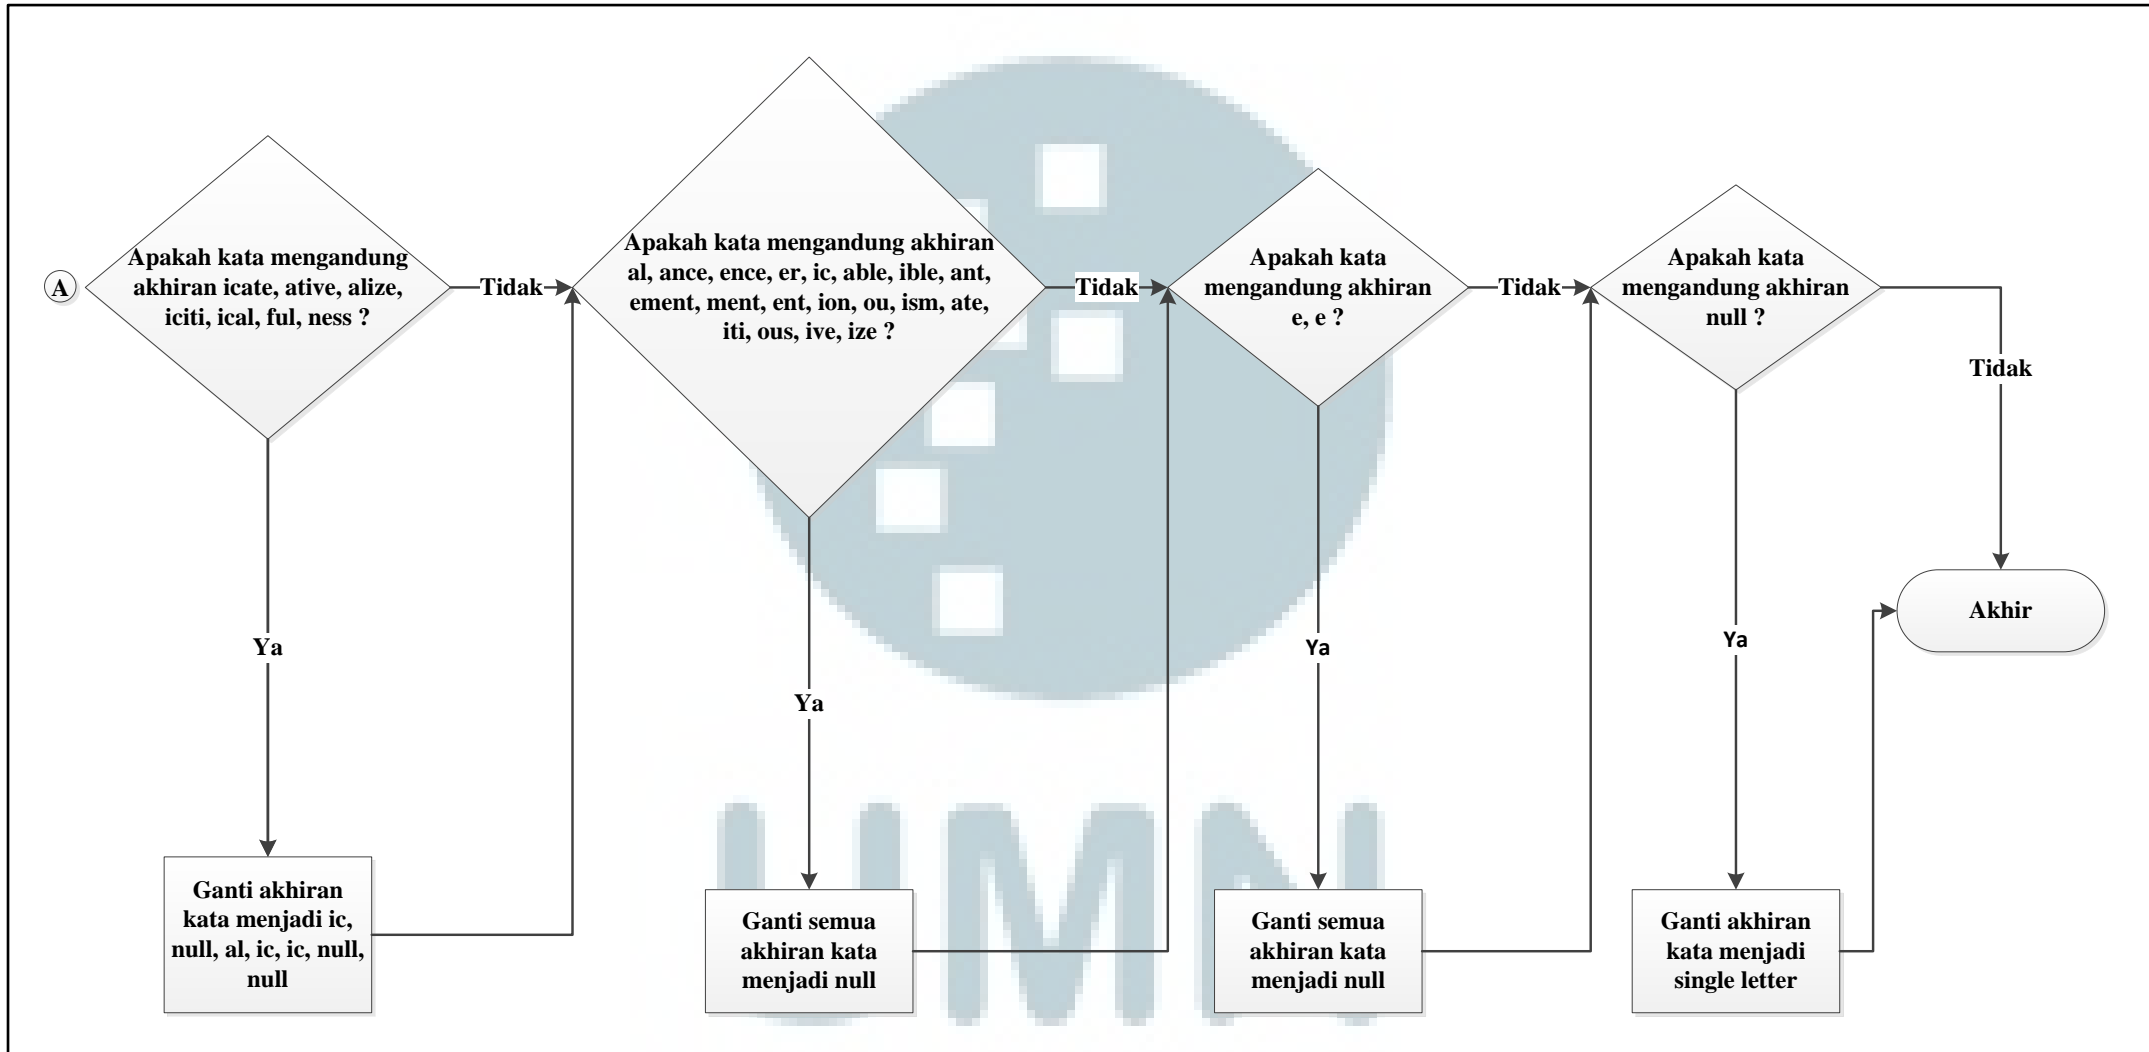 A
Apakah kata mengandung
akhiran icate, ative, alize,
iciti, ical, ful, ness ?
Tidak
Apakah kata mengandung akhiran
al, ance, ence, er, ic, able, ible, ant,
ement, ment, ent, ion, ou, ism, ate,
iti, ous, ive, ize ?
Tidak
Apakah kata
mengandung akhiran
e, e ?
Tidak
Apakah kata
mengandung akhiran
null ?
Tidak
Ya
Ya
Ya
Ya
Akhir
Ganti akhiran
kata menjadi ic,
null, al, ic, ic, null,
null
Ganti semua
akhiran kata
menjadi null
Ganti semua
akhiran kata
menjadi null
Ganti akhiran
kata menjadi
single letter
UMN